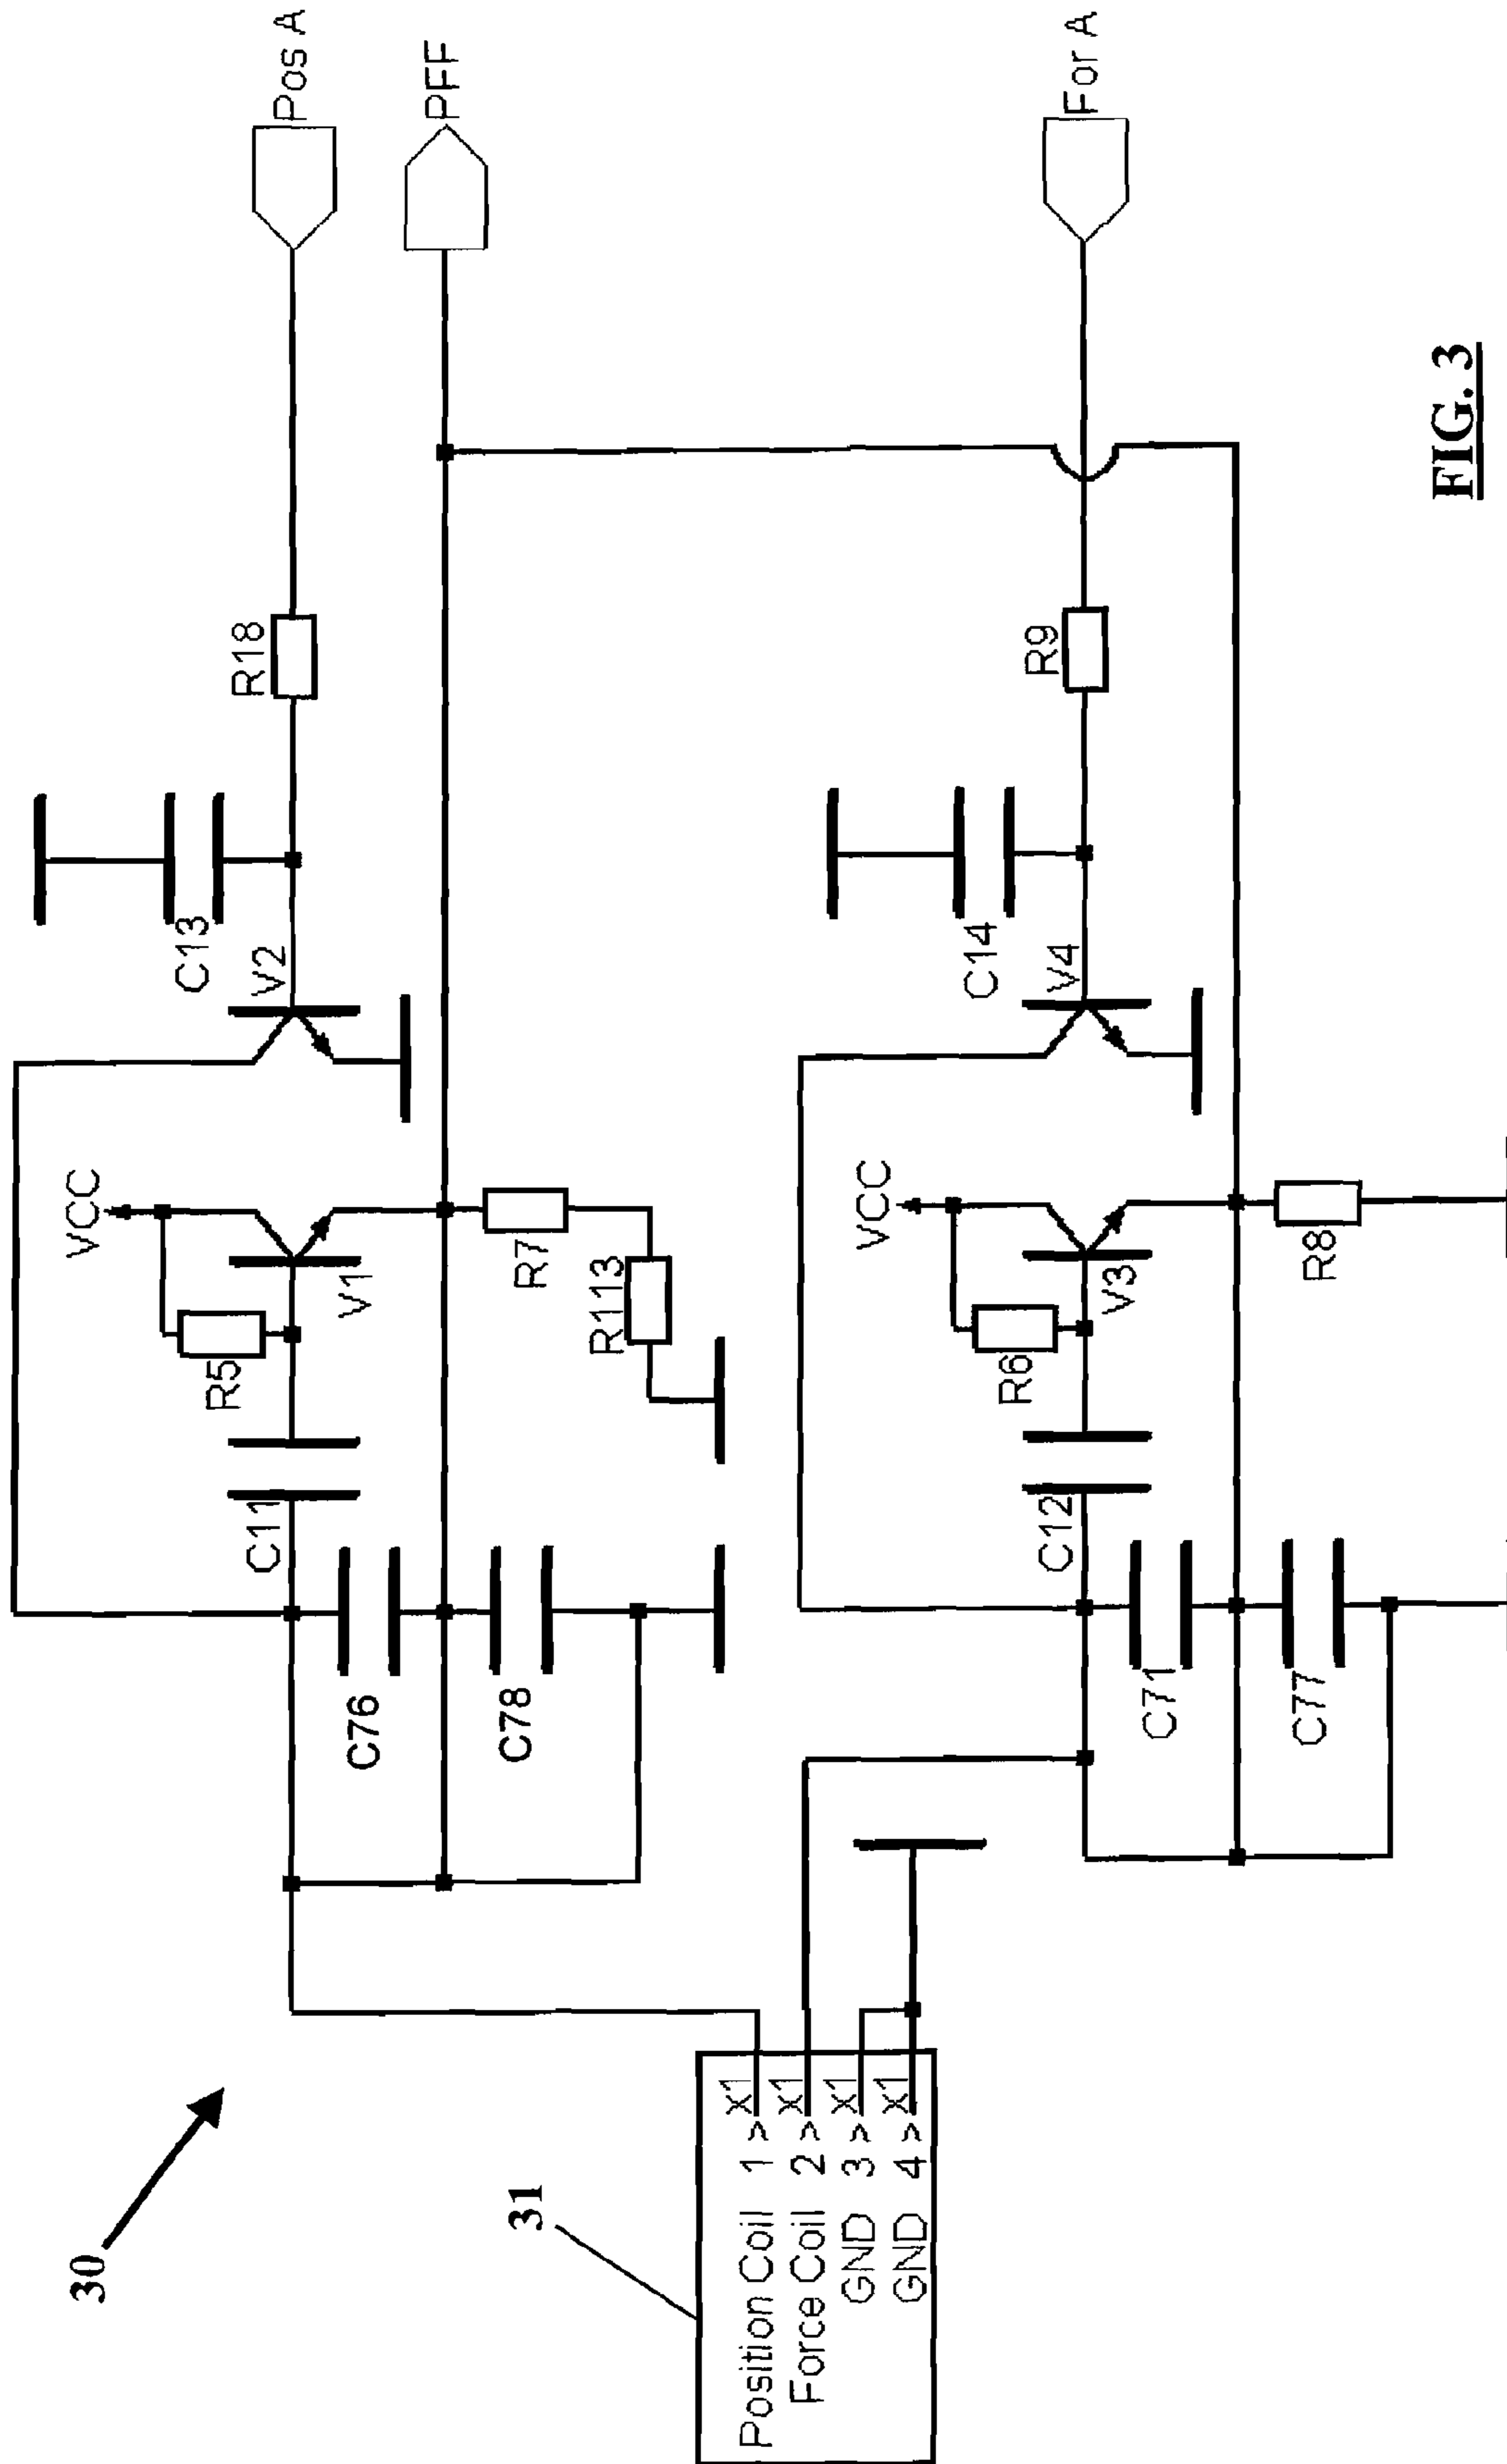 30
31
Position Coil 1 > X1
Force Coil 2 > X1
GND 3 > X1
GND 4 > X1
C76
C78
C11
R5
VCC
V1
R7
R113
V2
C13
R18
Pos A
PFF
C71
C77
C12
R6
VCC
V3
R8
V4
C14
R9
For A
FIG. 3